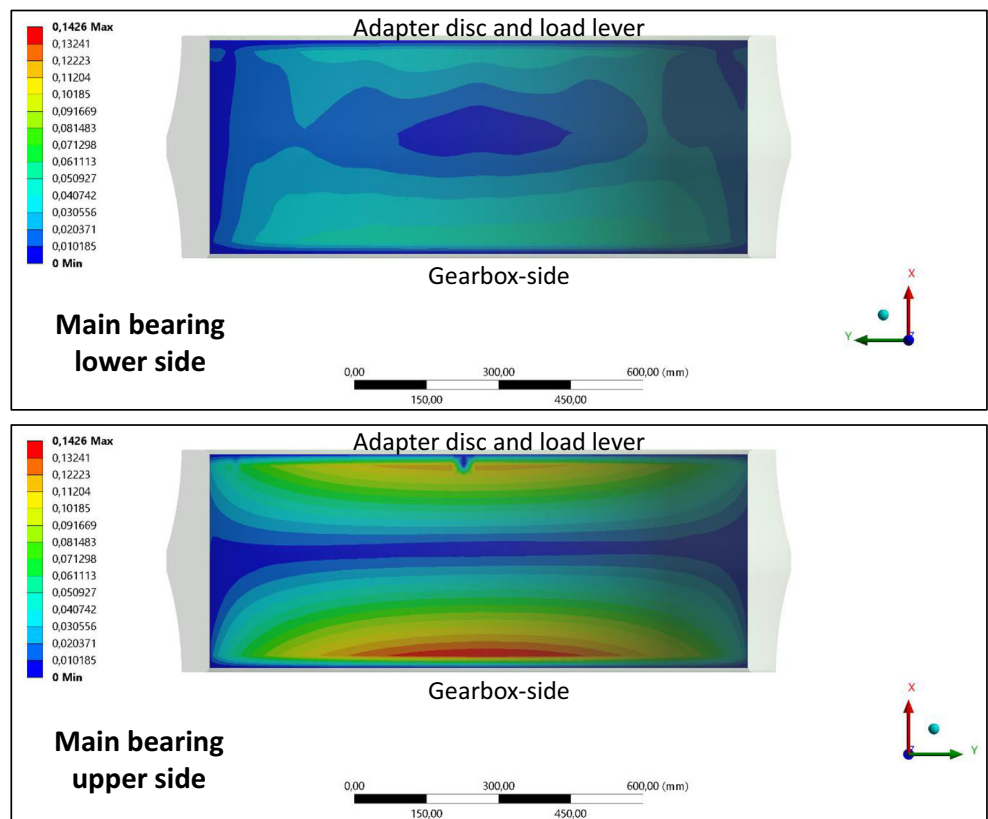 Adapter disc and load lever
0,1426 Max
0,13241
0,12223
0,11204
0,10185
0,091669
0,081483
0,071298
0,061113
0,050927
0,040742
0,030556
0,020371
0,010185
0 Min
Gearbox-side
Main bearing
lower side
X
Y
Z
0,00 300,00 600,00 (mm)
150,00 450,00
Adapter disc and load lever
0,1426 Max
0,13241
0,12223
0,11204
0,10185
0,091669
0,081483
0,071298
0,061113
0,050927
0,040742
0,030556
0,020371
0,010185
0 Min
Gearbox-side
Main bearing
upper side
X
Z
Y
0,00 300,00 600,00 (mm)
150,00 450,00